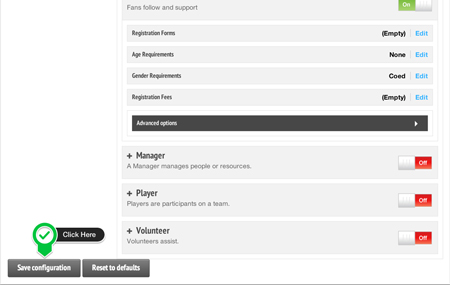 Fans follow and support
On
Registration Forms (Empty) Edit
Age Requirements None Edit
Gender Requirements Coed Edit
Registration Fees (Empty) Edit
Advanced options
+ Manager
A Manager manages people or resources.
Off
+ Player
Players are participants on a team.
Off
+ Volunteer
Volunteers assist.
Off
Click Here
Save configuration Reset to defaults